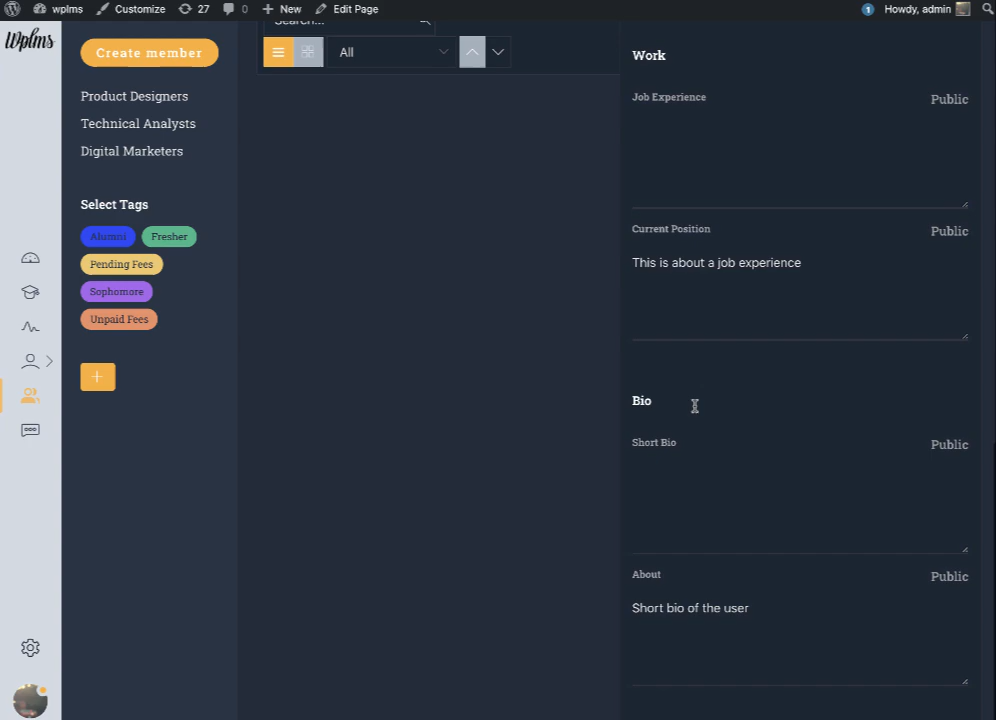 wplms Customize 27 0 New Edit Page 1 Howdy, admin
Wplms
Create member
Product Designers
Technical Analysts
Digital Marketers
Select Tags
Alumni Fresher
Pending Fees
Sophomore
Unpaid Fees
+
Search...
All
Work
Job Experience Public
Current Position Public
This is about a job experience
Bio
Short Bio Public
About Public
Short bio of the user